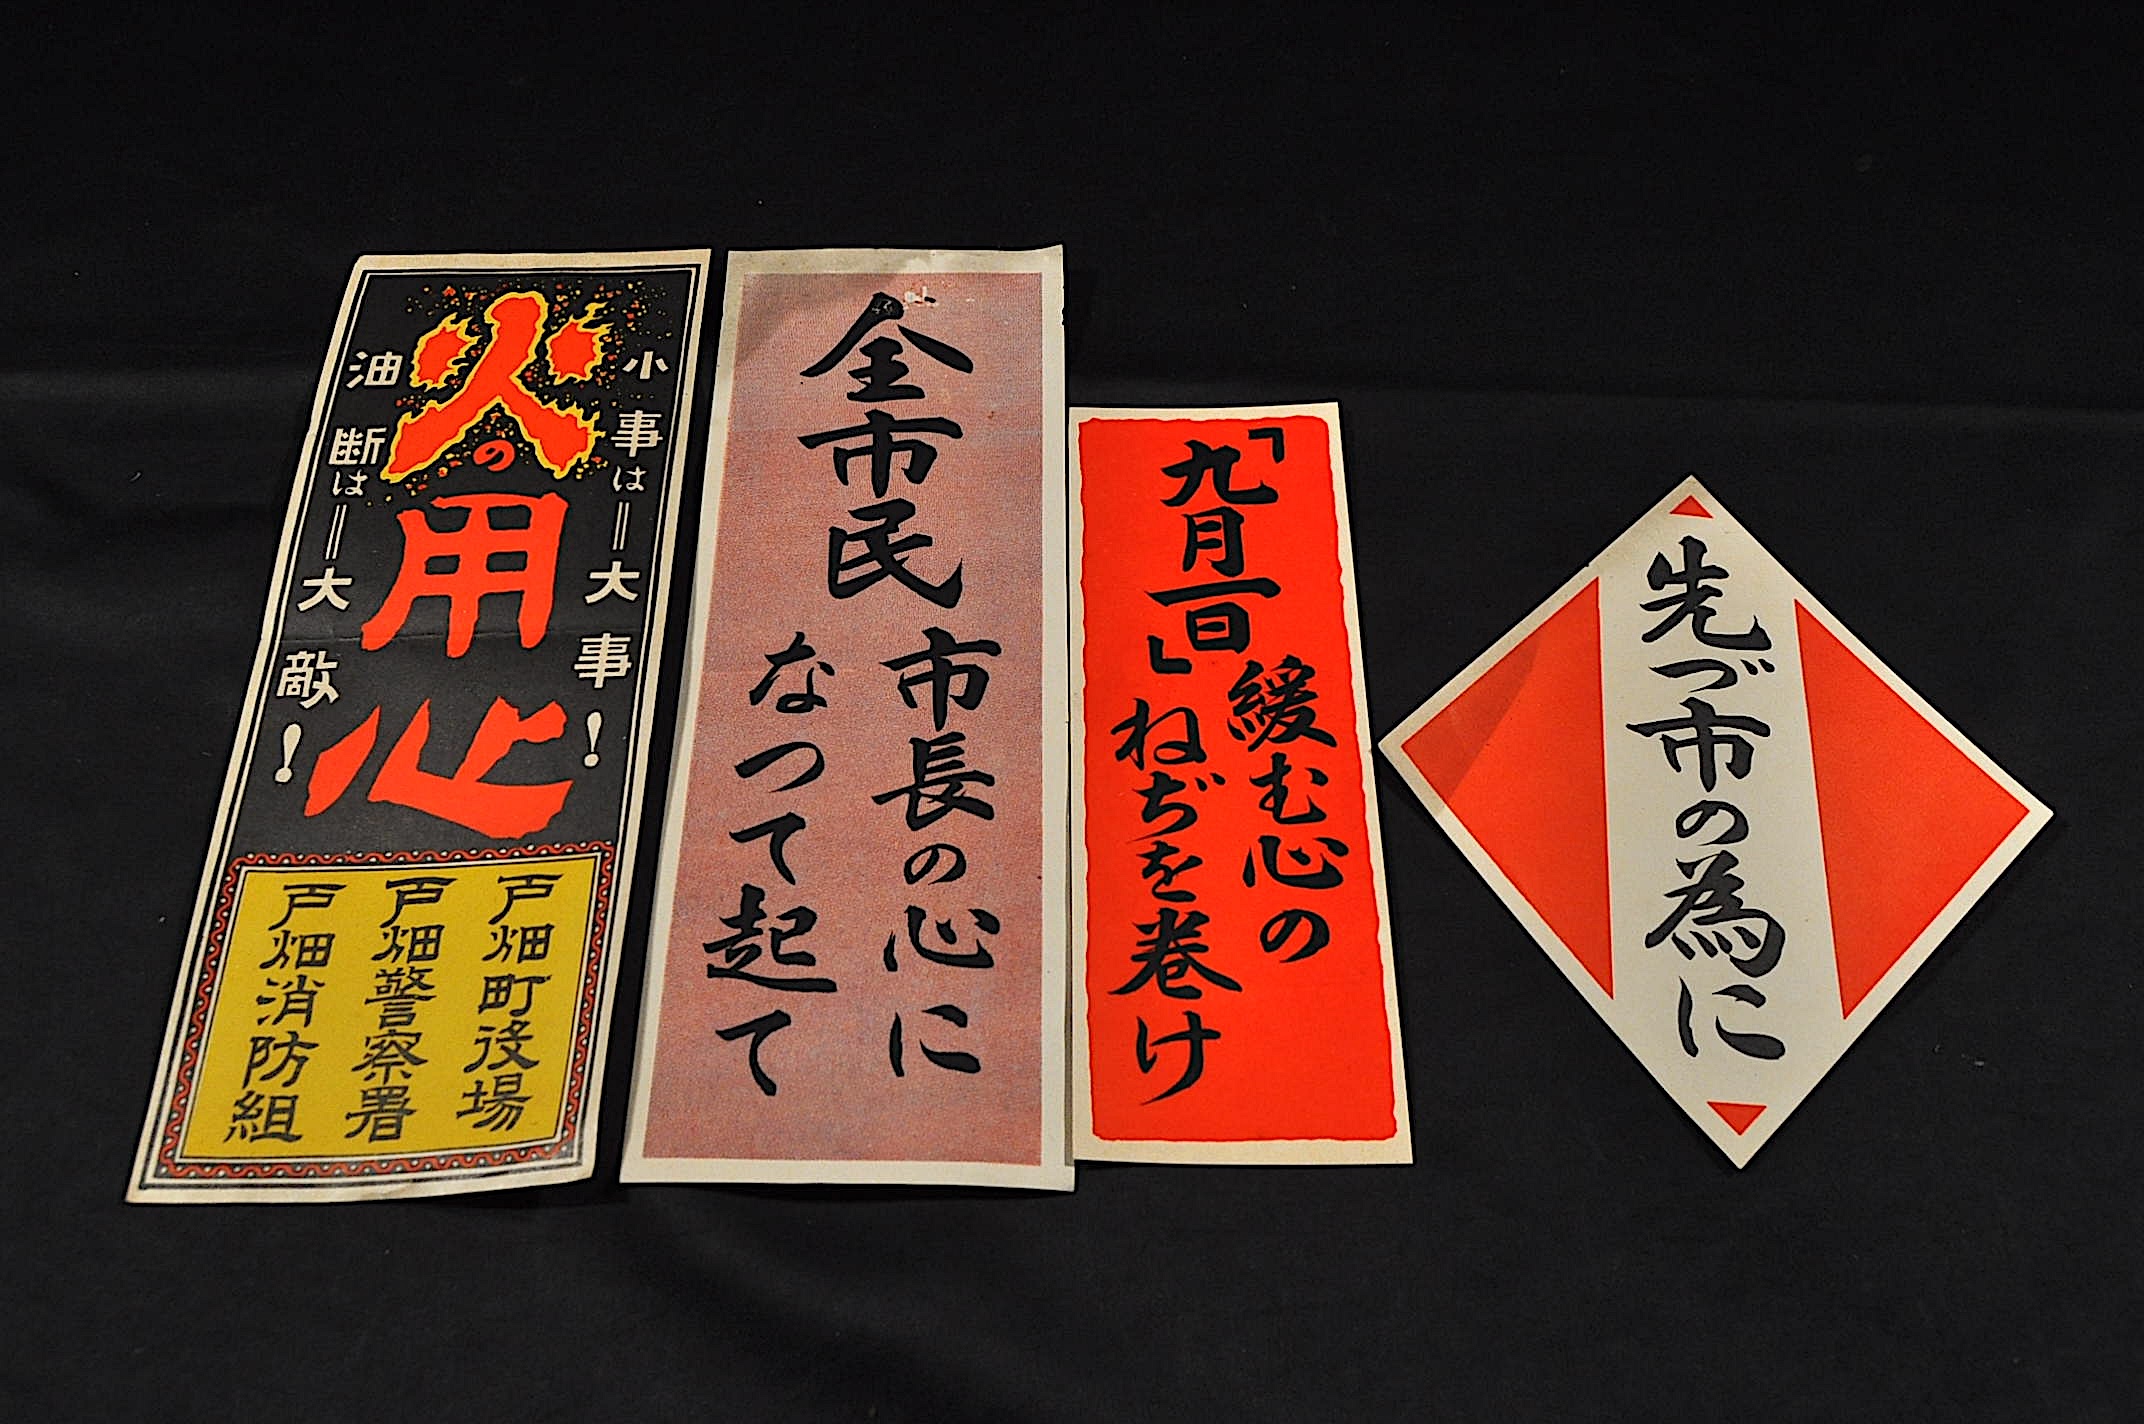 火の用心
小事は＝大事！
油断は＝大敵！
戸畑町役場
戸畑警察署
戸畑消防組
全市民
市長の心に
なつて起て
「九月一日」
緩む心の
ねぢを巻け
先づ市の為に